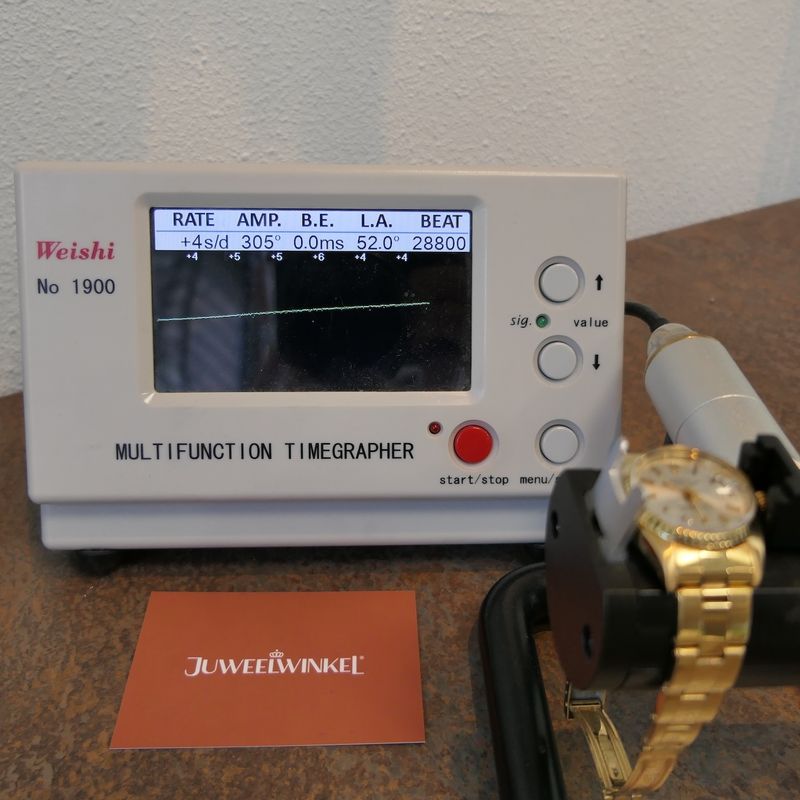 RATE AMP. B.E. L.A. BEAT
+4s/d 305° 0.0ms 52.0° 28800
+4 +5 +5 +6 +4 +4
Weishi
No 1900
↑
sig. value
↓
MULTIFUNCTION TIMEGRAPHER
start/stop menu/
JUWEELWINKEL®